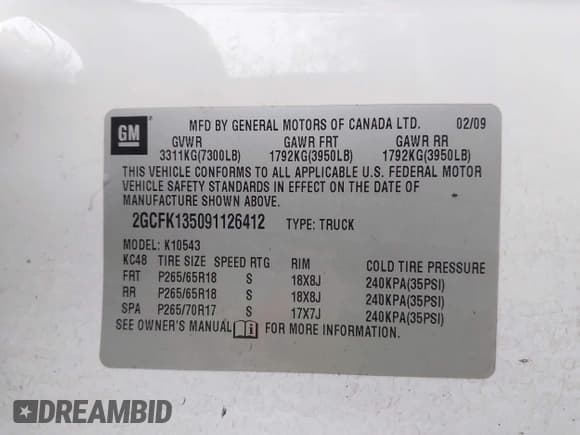 GM
MFD BY GENERAL MOTORS OF CANADA LTD. 02/09
GVWR GAWR FRT GAWR RR
3311KG(7300LB) 1792KG(3950LB) 1792KG(3950LB)
THIS VEHICLE CONFORMS TO ALL APPLICABLE U.S. FEDERAL MOTOR
VEHICLE SAFETY STANDARDS IN EFFECT ON THE DATE OF
MANUFACTURE SHOWN ABOVE.
2GCFK135091126412 TYPE: TRUCK
MODEL: K10543
KC48 TIRE SIZE SPEED RTG RIM COLD TIRE PRESSURE
FRT P265/65R18 S 18X8J 240KPA(35PSI)
RR P265/65R18 S 18X8J 240KPA(35PSI)
SPA P265/70R17 S 17X7J 240KPA(35PSI)
SEE OWNER'S MANUAL FOR MORE INFORMATION.
DREAMBID